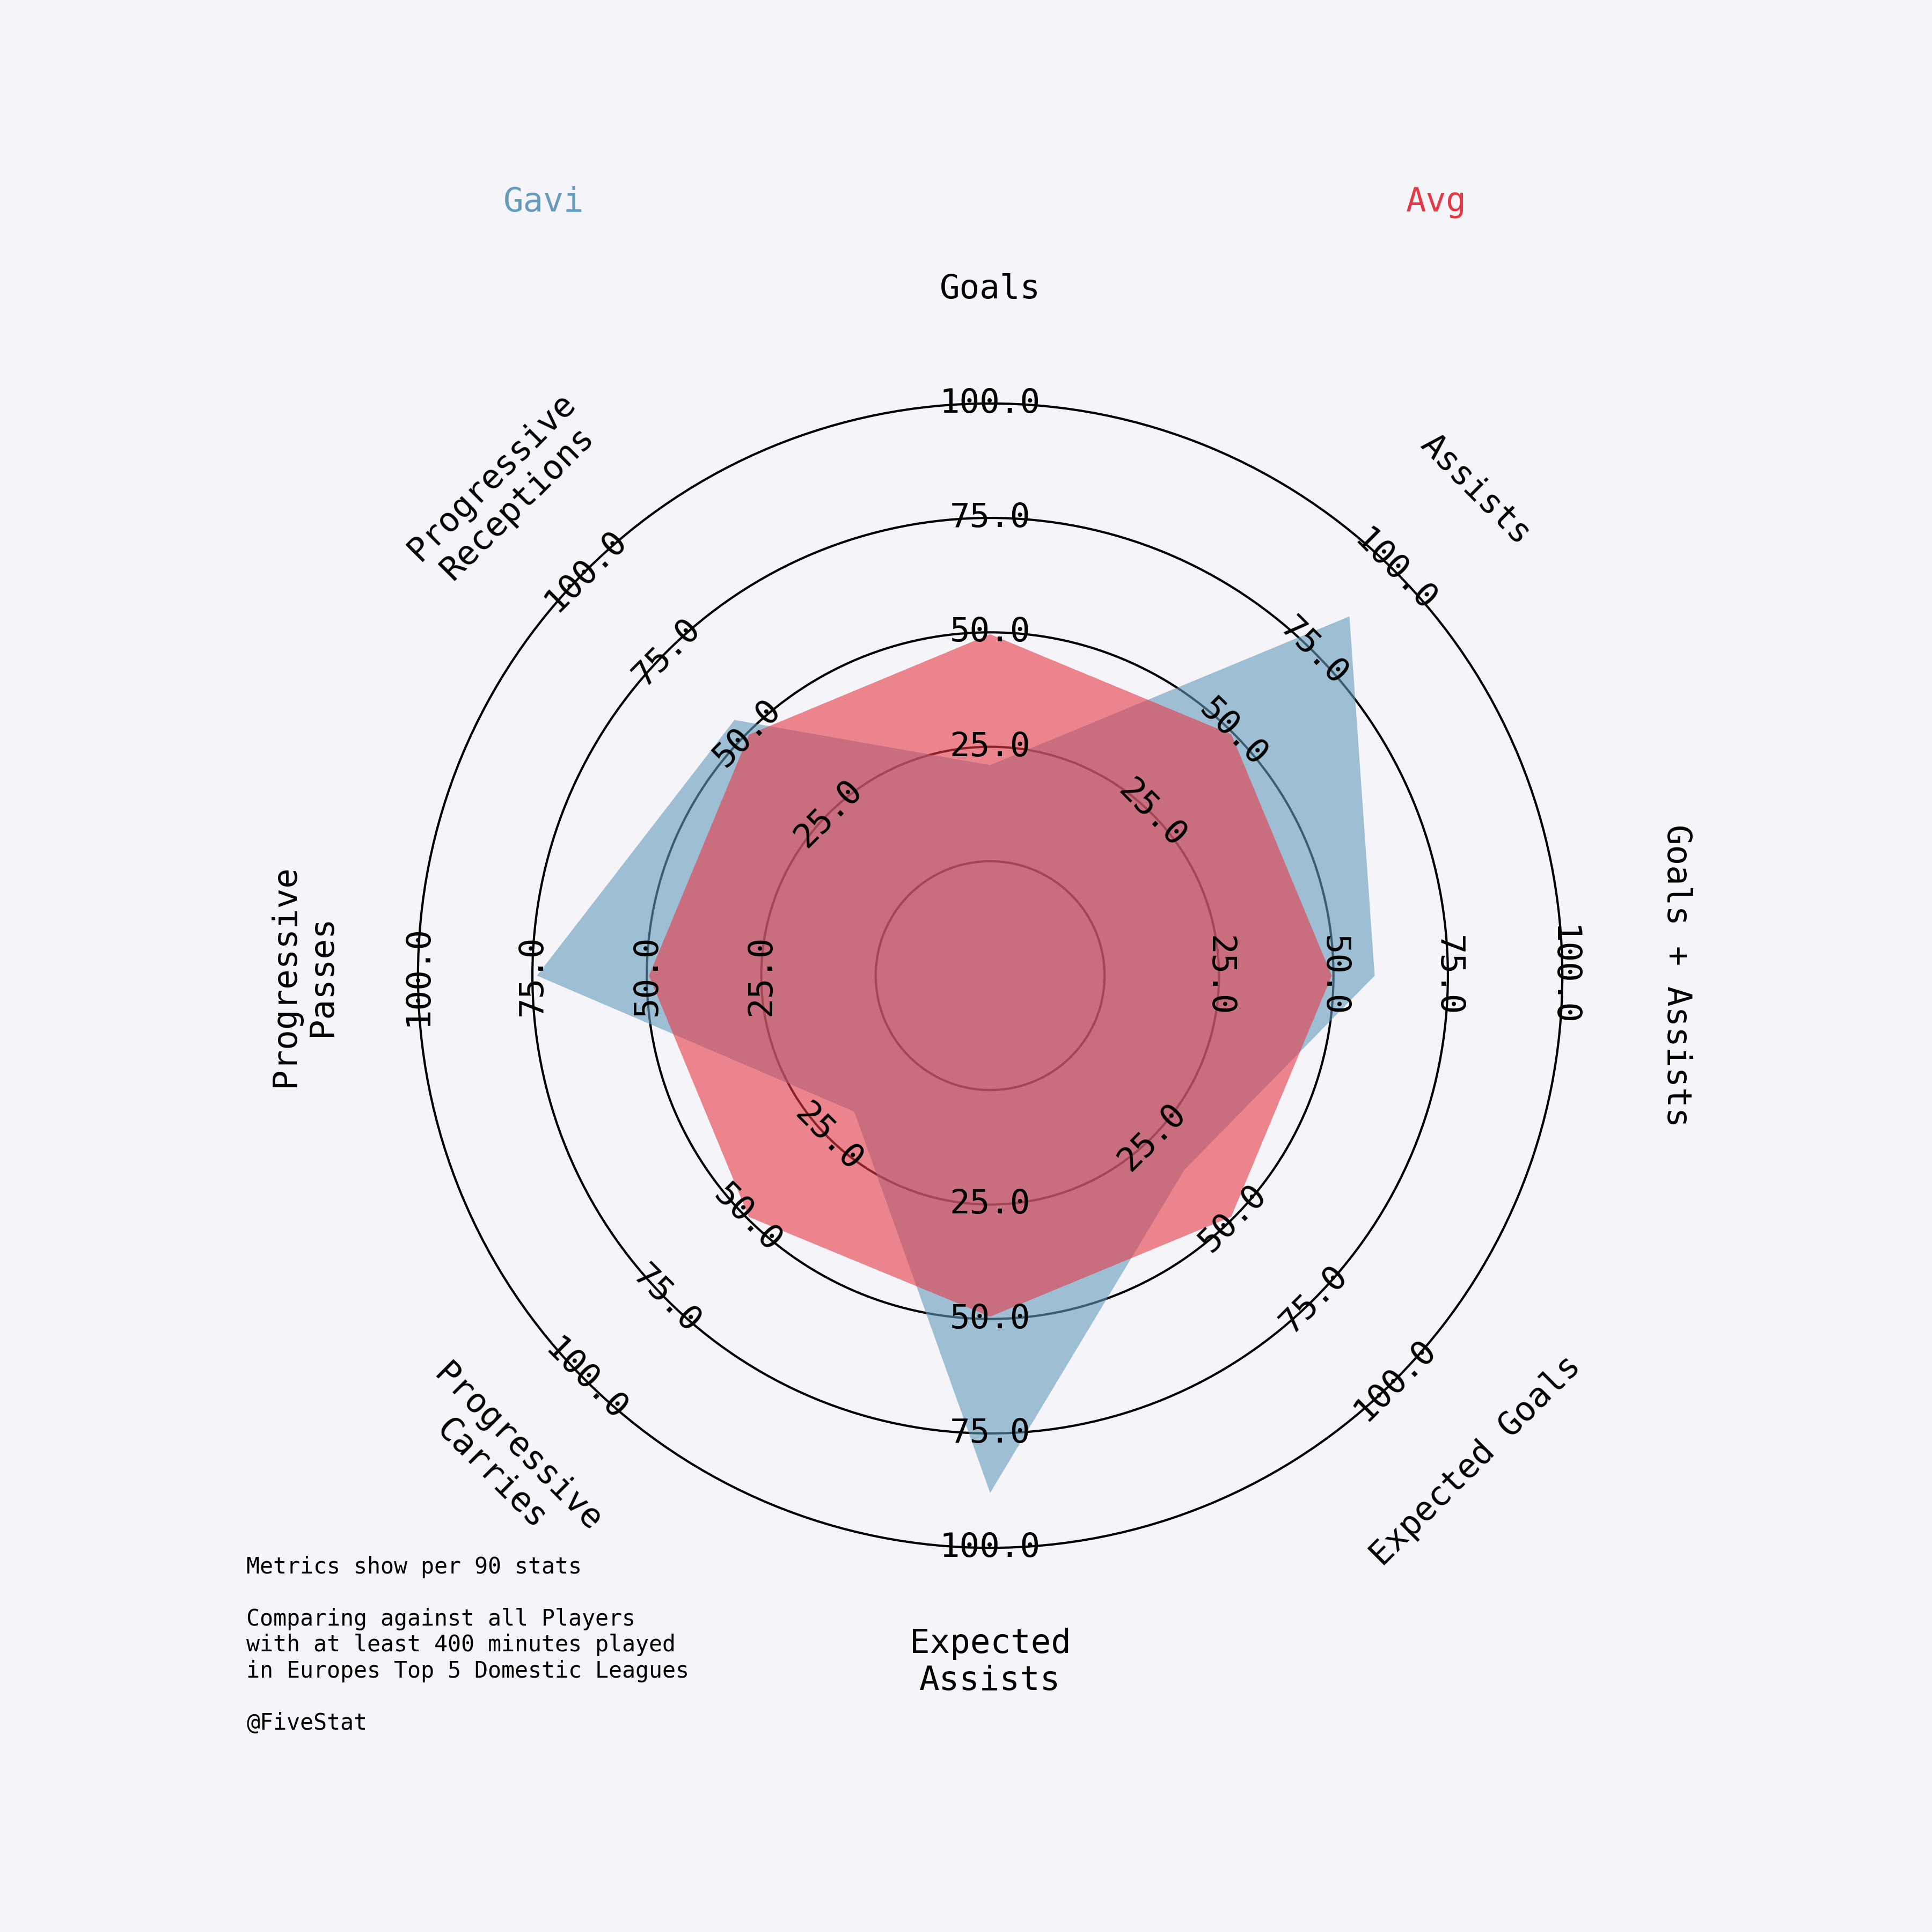 Gavi
Avg
Goals
100.0
75.0
50.0
25.0
Assists
100.0
75.0
50.0
25.0
Goals + Assists
100.0
75.0
50.0
25.0
Expected Goals
100.0
75.0
50.0
25.0
Expected
Assists
100.0
75.0
50.0
25.0
Progressive
Carries
100.0
75.0
50.0
25.0
Progressive
Passes
100.0
75.0
50.0
25.0
Progressive
Receptions
100.0
75.0
50.0
25.0
Metrics show per 90 stats
Comparing against all Players
with at least 400 minutes played
in Europes Top 5 Domestic Leagues
@FiveStat